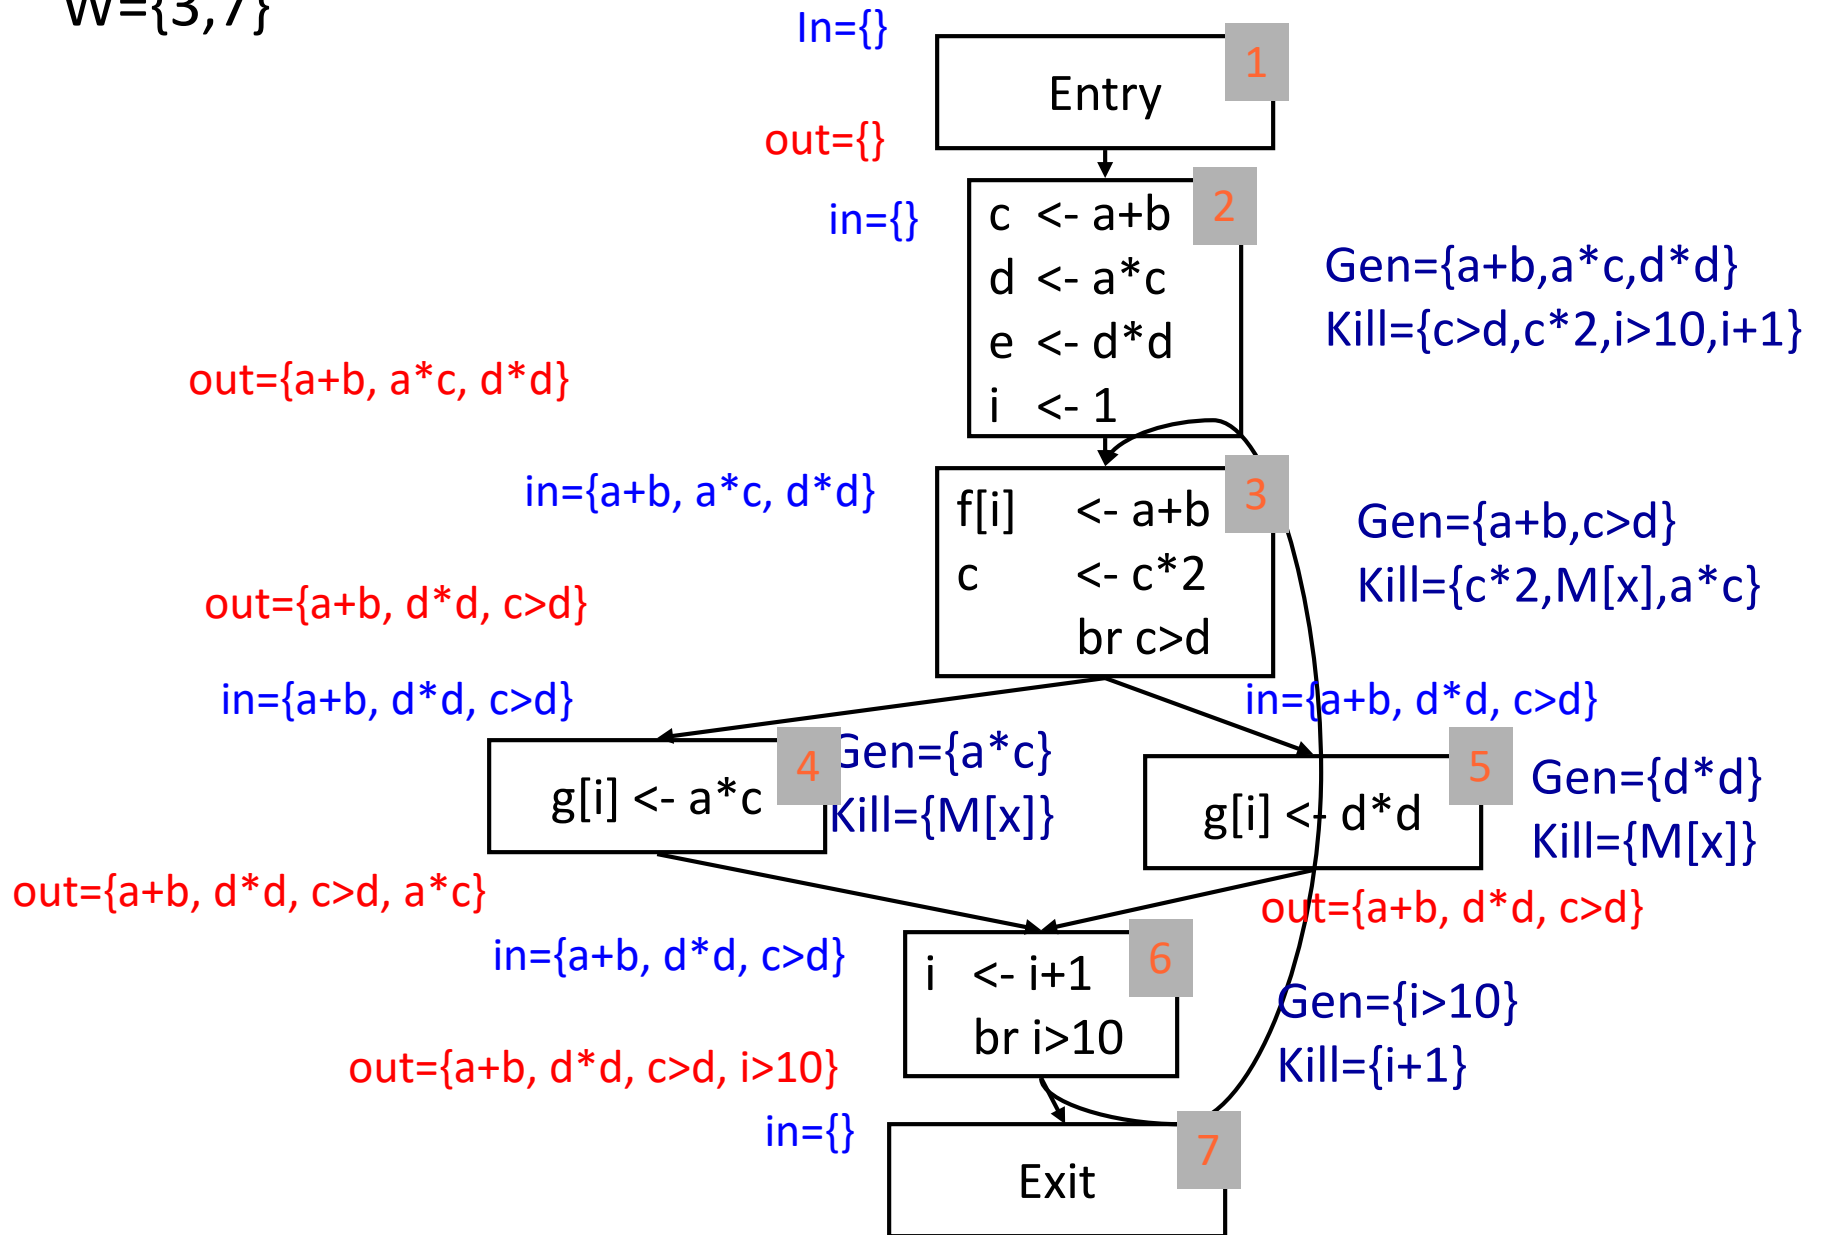 W={3,7}
In={}
1
Entry
out={}
2
in={}
c <- a+b
d <- a*c
e <- d*d
i <- 1
Gen={a+b,a*c,d*d}
Kill={c>d,c*2,i>10,i+1}
out={a+b, a*c, d*d}
in={a+b, a*c, d*d}
3
f[i] <- a+b
c <- c*2
br c>d
Gen={a+b,c>d}
Kill={c*2,M[x],a*c}
out={a+b, d*d, c>d}
in={a+b, d*d, c>d}
in={a+b, d*d, c>d}
4
g[i] <- a*c
Gen={a*c}
Kill={M[x]}
5
g[i] <- d*d
Gen={d*d}
Kill={M[x]}
out={a+b, d*d, c>d, a*c}
out={a+b, d*d, c>d}
in={a+b, d*d, c>d}
6
i <- i+1
br i>10
Gen={i>10}
Kill={i+1}
out={a+b, d*d, c>d, i>10}
in={}
7
Exit